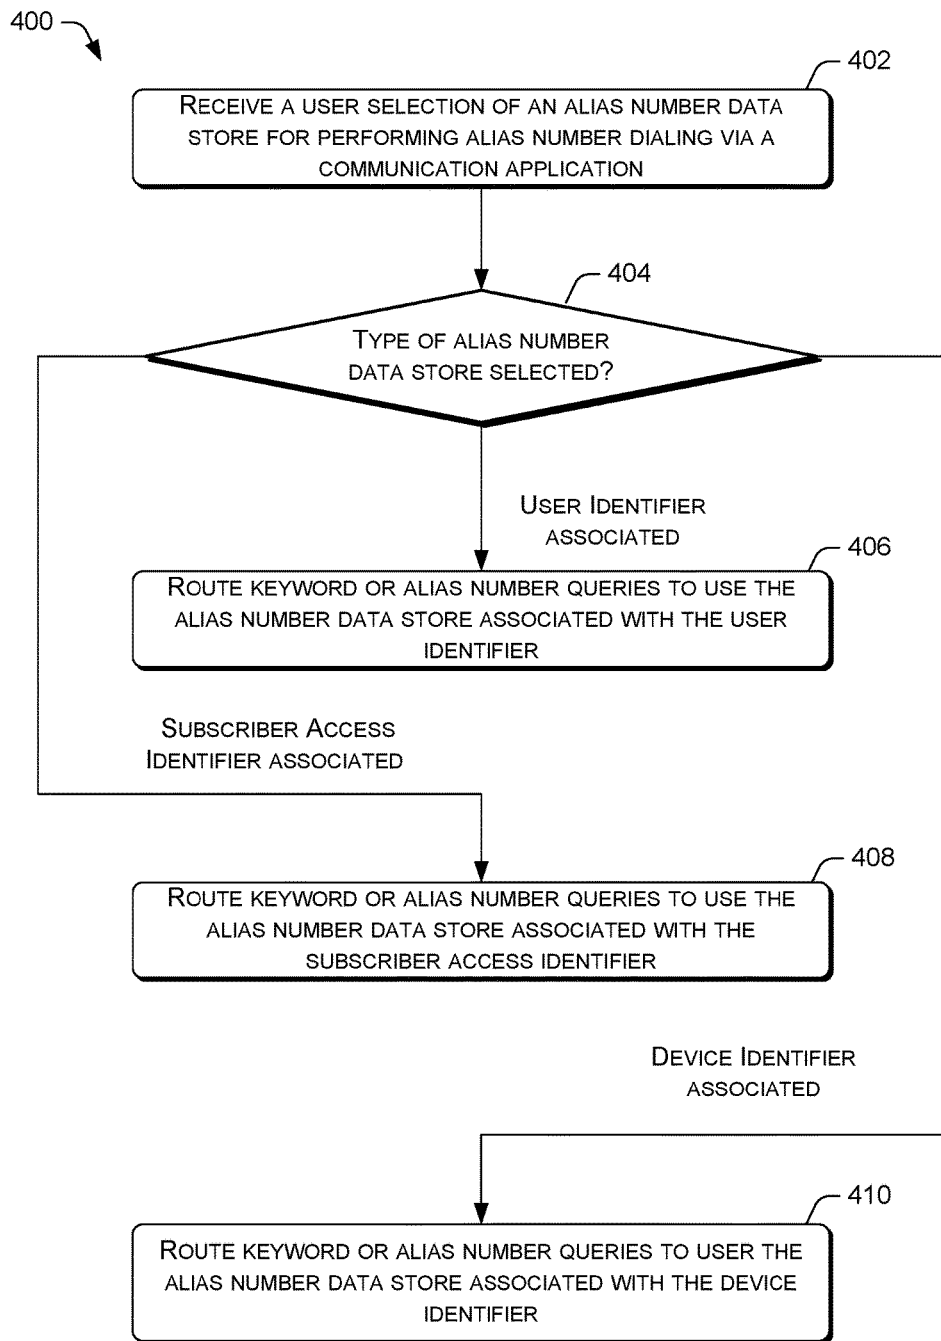 400
402
RECEIVE A USER SELECTION OF AN ALIAS NUMBER DATA
STORE FOR PERFORMING ALIAS NUMBER DIALING VIA A
COMMUNICATION APPLICATION
404
TYPE OF ALIAS NUMBER
DATA STORE SELECTED?
USER IDENTIFIER
ASSOCIATED
406
ROUTE KEYWORD OR ALIAS NUMBER QUERIES TO USE THE
ALIAS NUMBER DATA STORE ASSOCIATED WITH THE USER
IDENTIFIER
SUBSCRIBER ACCESS
IDENTIFIER ASSOCIATED
408
ROUTE KEYWORD OR ALIAS NUMBER QUERIES TO USE THE
ALIAS NUMBER DATA STORE ASSOCIATED WITH THE
SUBSCRIBER ACCESS IDENTIFIER
DEVICE IDENTIFIER
ASSOCIATED
410
ROUTE KEYWORD OR ALIAS NUMBER QUERIES TO USER THE
ALIAS NUMBER DATA STORE ASSOCIATED WITH THE DEVICE
IDENTIFIER